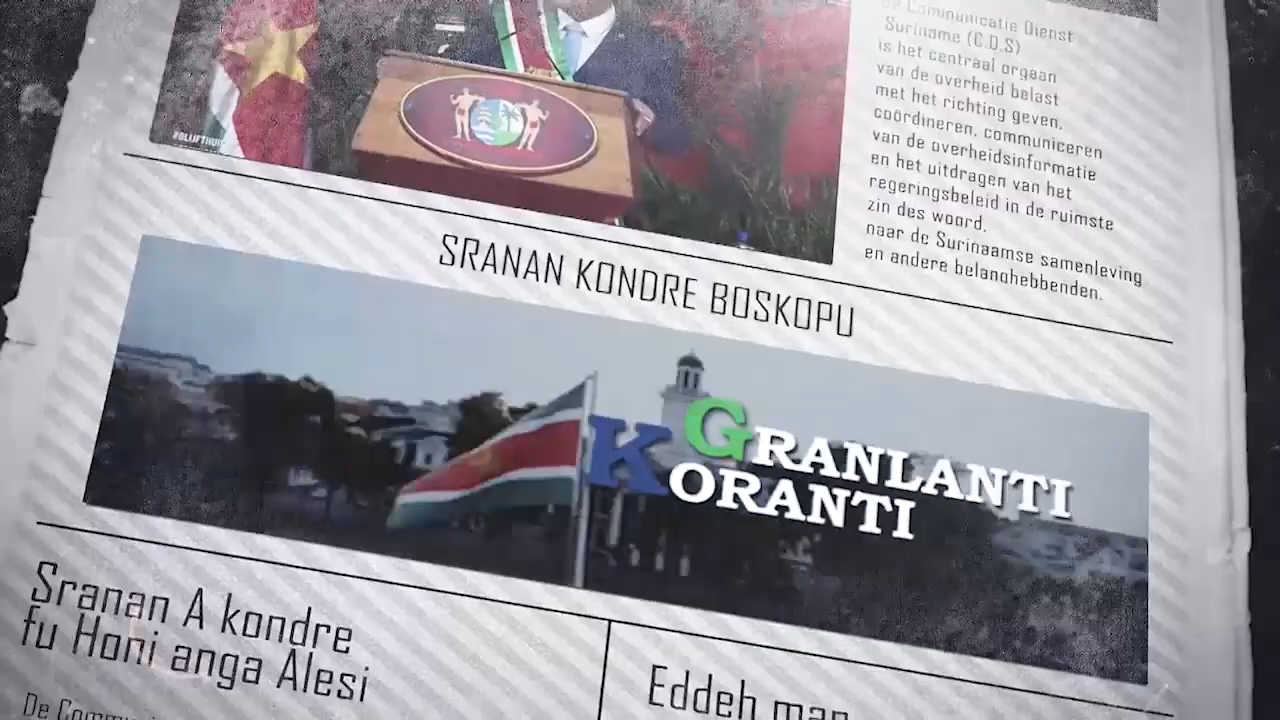 de Communicatie Dienst
Suriname (C.D.S)
is het centraal orgaan
van de overheid belast
met het richting geven,
coördineren, communiceren
van de overheidsinformatie
en het uitdragen van het
regeringsbeleid in de ruimste
zin des woord,
naar de Surinaamse samenleving
en andere belanghebbenden.
SRANAN KONDRE BOSKOPU
GRANLANTI
KORANTI
Sranan A kondre
fu Honi anga Alesi
Eddeh man
De